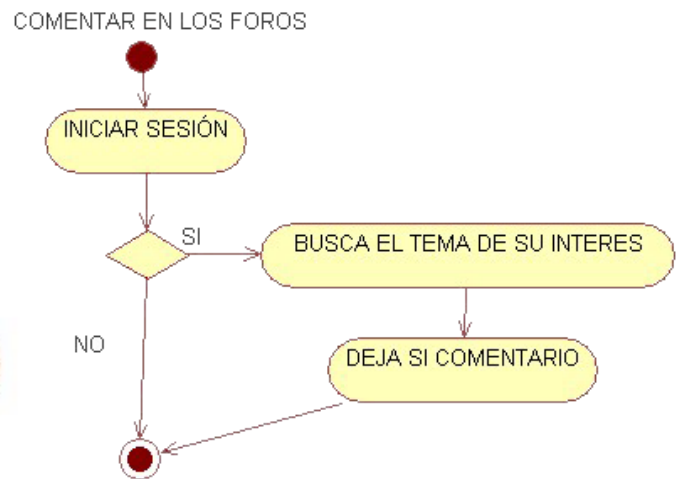 COMENTAR EN LOS FOROS
INICIAR SESIÓN
SI
BUSCA EL TEMA DE SU INTERES
NO
DEJA SI COMENTARIO